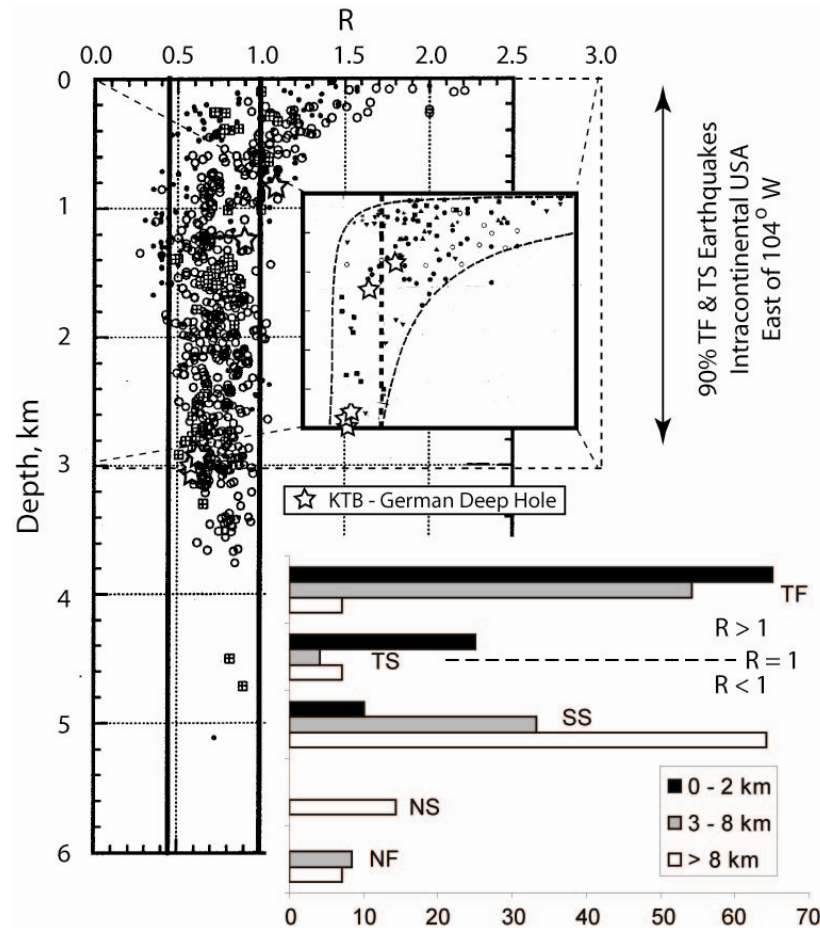 R
0.0 0.5 1.0 1.5 2.0 2.5 3.0
0
1
2
3
4
5
6
Depth, km
90% TF & TS Earthquakes
Intracontinental USA
East of 104° W
KTB - German Deep Hole
TF
R > 1
TS
R = 1
R < 1
SS
NS
NF
0 - 2 km
3 - 8 km
> 8 km
0 10 20 30 40 50 60 70